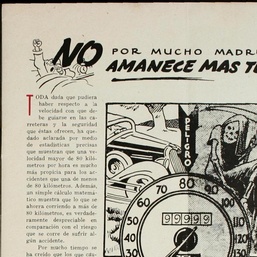 NO POR MUCHO MADRU
AMANECE MAS TE
TODA duda que pudiera
haber respecto a la
velocidad con que de-
be guiarse en las ca-
rreteras y la seguridad
que éstas ofrecen, ha que-
dado aclarada por medio
de estadísticas precisas
que muestran que una ve-
locidad mayor de 80 kiló-
metros por hora es mucho
más propicia para los ac-
cidentes que una de menos
de 80 kilómetros. Además,
un simple cálculo matemá-
tico muestra que lo que se
ahorra corriendo a más de
80 kilómetros, es verdade-
ramente despreciable en
comparación con el riesgo
que se corre de sufrir al-
gún accidente.
Por mucho tiempo se
ha creído que los que cau-
PELIGRO
30 40 50 60 70 80 90 100 110 120 130
99999